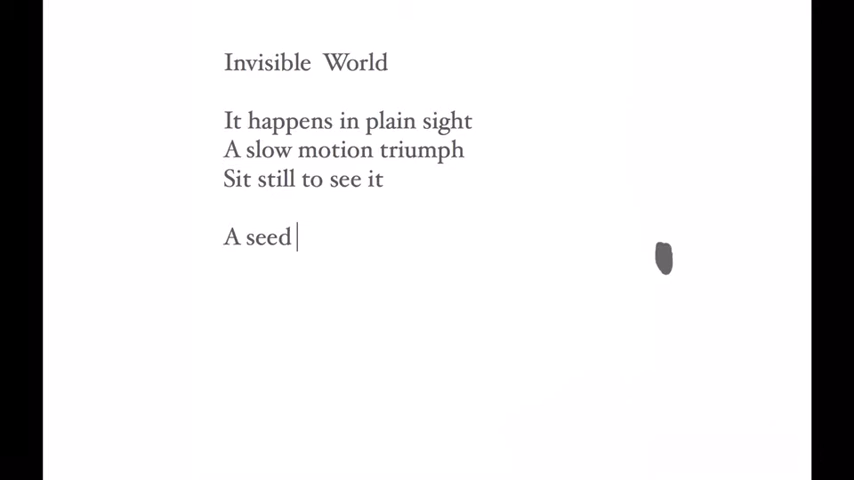 Invisible World
It happens in plain sight
A slow motion triumph
Sit still to see it
A seed